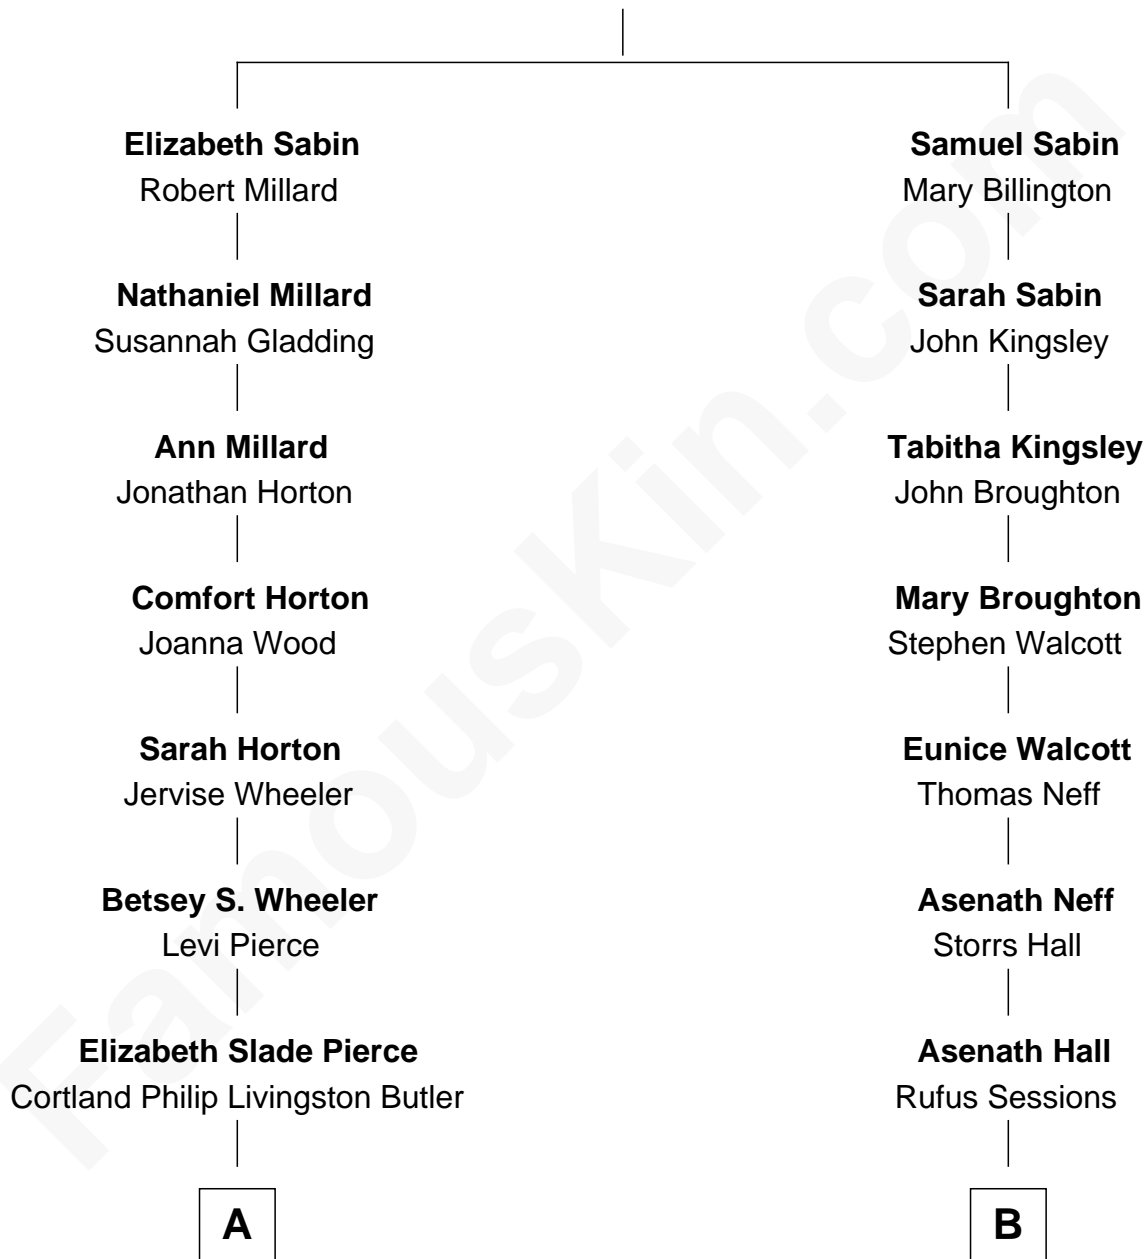 Elizabeth Sabin
Robert Millard
Samuel Sabin
Mary Billington
Nathaniel Millard
Susannah Gladding
Sarah Sabin
John Kingsley
Ann Millard
Jonathan Horton
Tabitha Kingsley
John Broughton
Comfort Horton
Joanna Wood
Mary Broughton
Stephen Walcott
Sarah Horton
Jervise Wheeler
Eunice Walcott
Thomas Neff
Betsey S. Wheeler
Levi Pierce
Asenath Neff
Storrs Hall
Elizabeth Slade Pierce
Cortland Philip Livingston Butler
Asenath Hall
Rufus Sessions
A
B
FamousKin.com